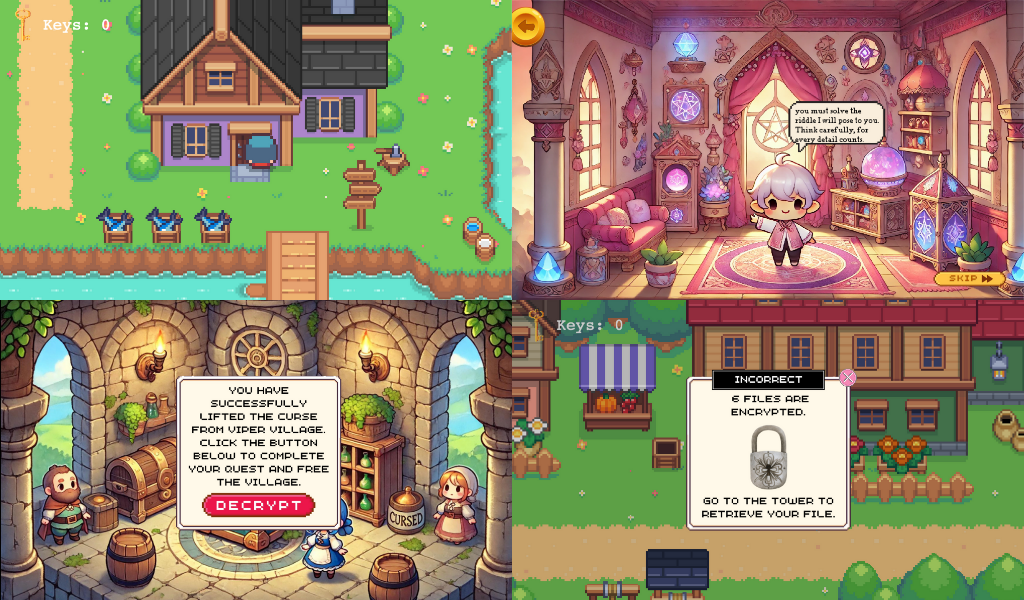 Keys: 0
you must solve the
riddle I will pose to you.
Think carefully, for
every detail counts.
SKIP
YOU HAVE
SUCCESSFULLY
LIFTED THE CURSE
FROM VIPER VILLAGE.
CLICK THE BUTTON
BELOW TO COMPLETE
YOUR QUEST AND FREE
THE VILLAGE.
DECRYPT
CURSED
Keys: 0
INCORRECT
6 FILES ARE
ENCRYPTED.
GO TO THE TOWER TO
RETRIEVE YOUR FILE.